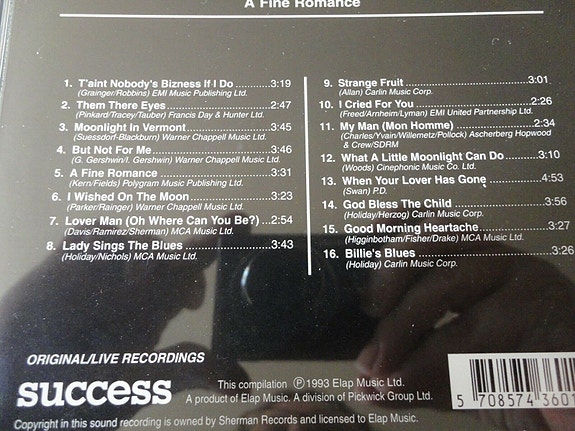 A Fine Romance
1. T'aint Nobody's Bizness If I Do ...........3:19
(Grainger/Robbins) EMI Music Publishing Ltd.
2. Them There Eyes ..............................2:47
(Pinkard/Tracey/Tauber) Francis Day & Hunter Ltd.
3. Moonlight In Vermont ........................3:45
(Suessdorf-Blackburn) Warner Chappell Music Ltd.
4. But Not For Me .................................3:46
(G. Gershwin/I. Gershwin) Warner Chappell Music Ltd.
5. A Fine Romance ...............................3:31
(Kern/Fields) Polygram Music Publishing Ltd.
6. I Wished On The Moon .....................3:23
(Parker/Rainger) Warner Chappell Music Ltd.
7. Lover Man (Oh Where Can You Be?) ..2:54
(Davis/Ramirez/Sherman) MCA Music Ltd.
8. Lady Sings The Blues .......................3:43
(Holiday/Nichols) MCA Music Ltd.
9. Strange Fruit .....................................3:01
(Allan) Carlin Music Corp.
10. I Cried For You ..................................2:26
(Freed/Arnheim/Lyman) EMI United Partnership Ltd.
11. My Man (Mon Homme) ......................2:34
(Charles/Yvain/Willemetz/Pollock) Ascherberg Hopwood
& Crew/SDRM
12. What A Little Moonlight Can Do ........3:10
(Woods) Cinephonic Music Co. Ltd.
13. When Your Lover Has Gone ..............4:53
(Swan) P.D.
14. God Bless The Child ..........................3:56
(Holiday/Herzog) Carlin Music Corp.
15. Good Morning Heartache ..................3:27
(Higginbotham/Fisher/Drake) MCA Music Ltd.
16. Billie's Blues ......................................3:26
(Holiday) Carlin Music Corp.
ORIGINAL/LIVE RECORDINGS
success
This compilation Ⓟ 1993 Elap Music Ltd.
A product of Elap Music. A division of Pickwick Group Ltd.
Copyright in this sound recording is owned by Sherman Records and licensed to Elap Music.
5 708574 3601